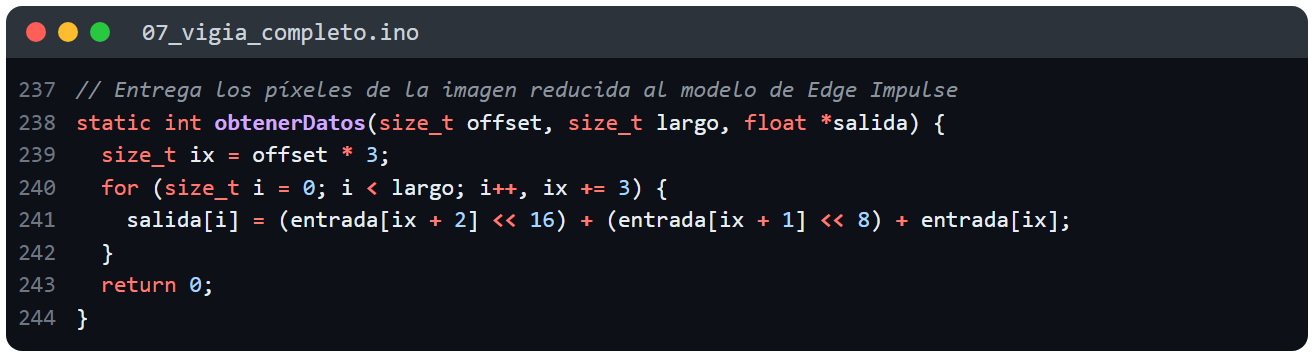 07_vigia_completo.ino
237 // Entrega los píxeles de la imagen reducida al modelo de Edge Impulse
238 static int obtenerDatos(size_t offset, size_t largo, float *salida) {
239   size_t ix = offset * 3;
240   for (size_t i = 0; i < largo; i++, ix += 3) {
241     salida[i] = (entrada[ix + 2] << 16) + (entrada[ix + 1] << 8) + entrada[ix];
242   }
243   return 0;
244 }